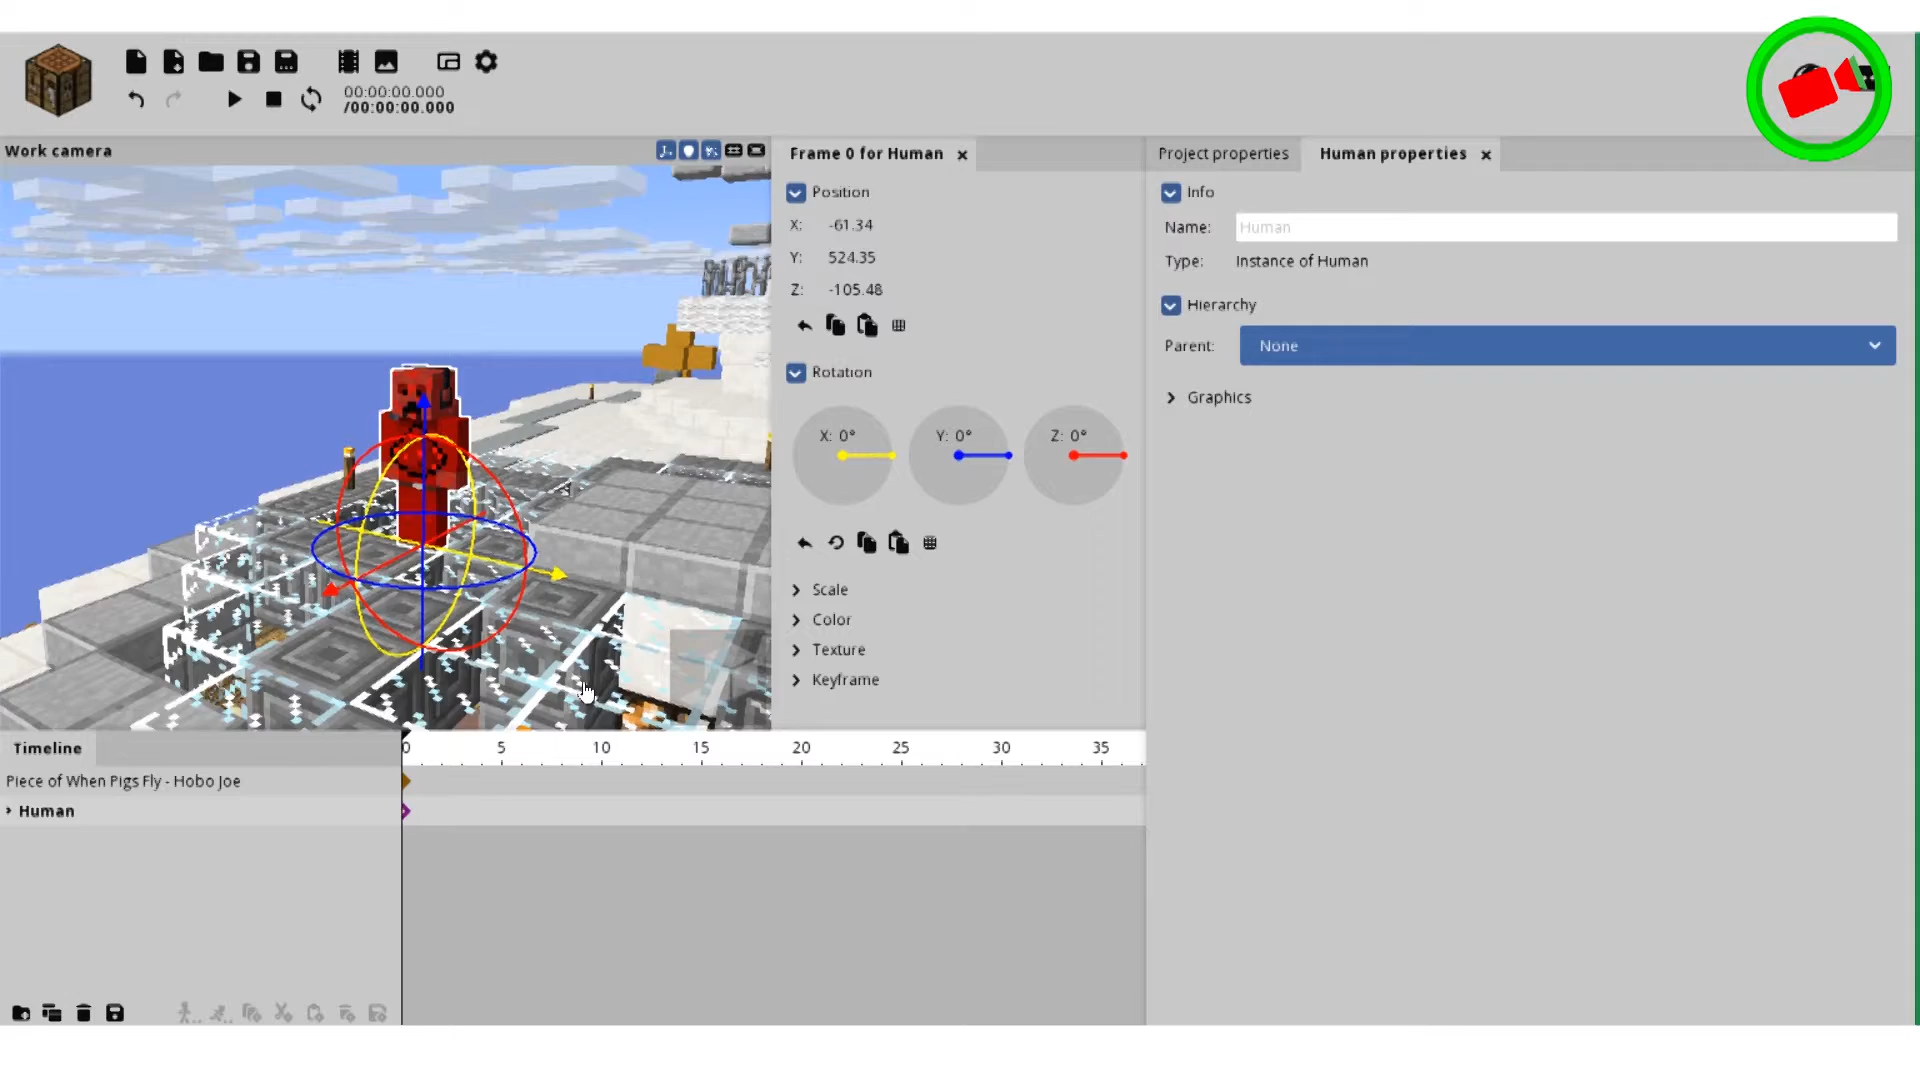 00:00:00.000
/00:00:00.000
Work camera
Frame 0 for Human
Position
X: -61.34
Y: 524.35
Z: -105.48
Rotation
X: 0° Y: 0° Z: 0°
Scale
Color
Texture
Keyframe
Project properties Human properties
Info
Name: Human
Type: Instance of Human
Hierarchy
Parent: None
Graphics
Timeline
0 5 10 15 20 25 30 35
Piece of When Pigs Fly - Hobo Joe
Human